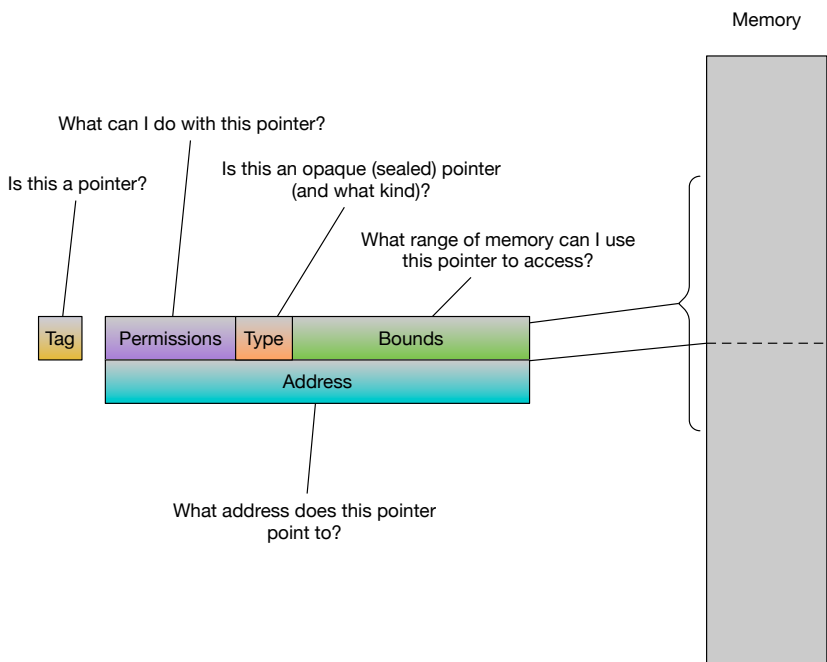 Memory
What can I do with this pointer?
Is this an opaque (sealed) pointer
(and what kind)?
Is this a pointer?
What range of memory can I use
this pointer to access?
Tag
Permissions
Type
Bounds
Address
What address does this pointer
point to?